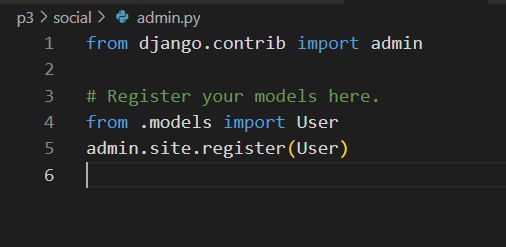 p3 > social > admin.py
1 from django.contrib import admin
2
3 # Register your models here.
4 from .models import User
5 admin.site.register(User)
6